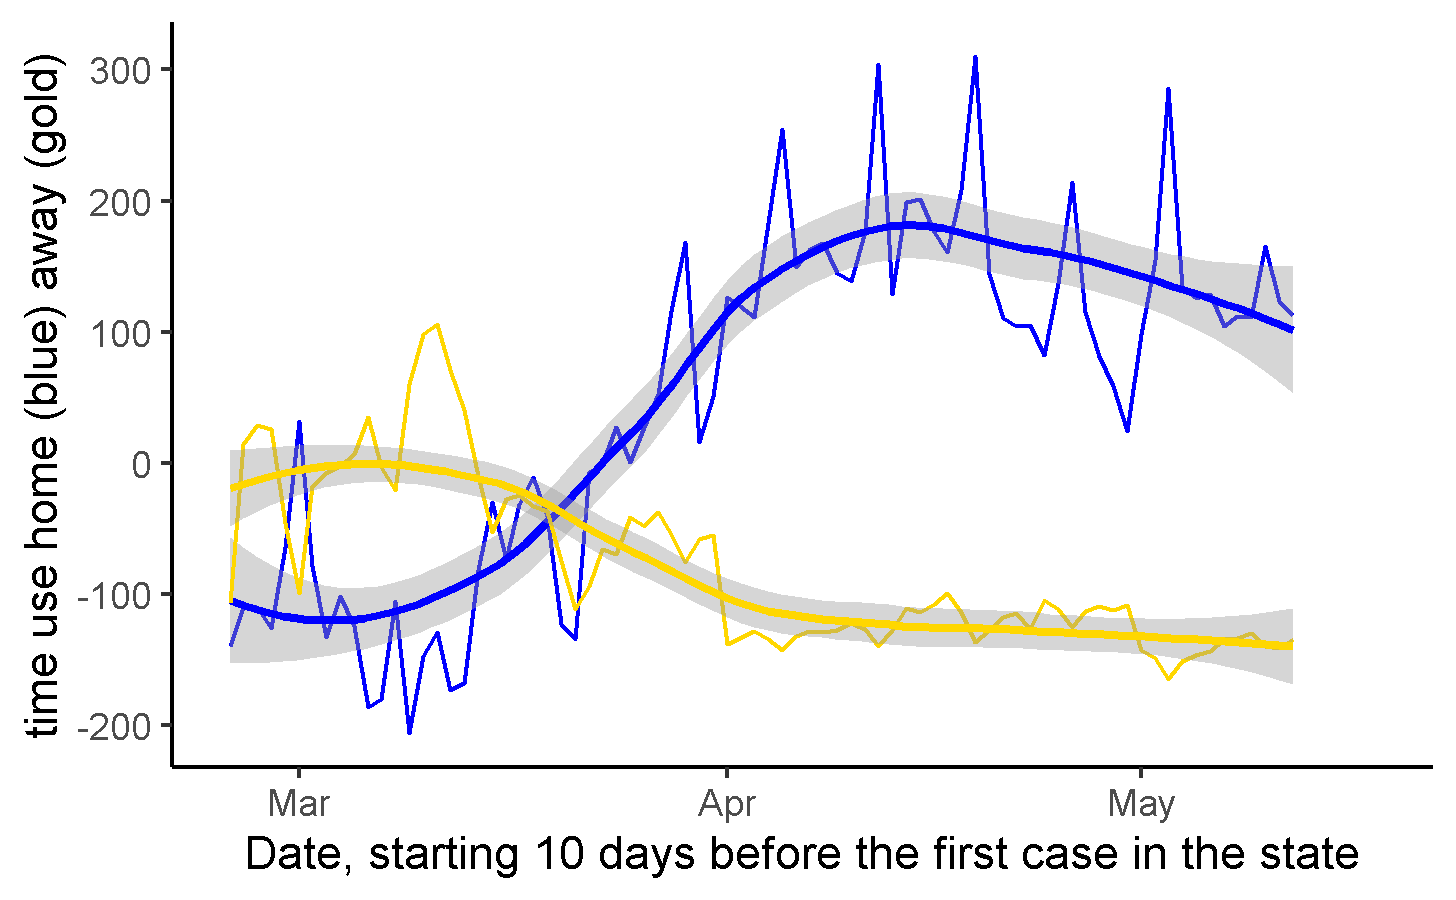 time use home (blue) away (gold)
300
200
100
0
-100
-200
Mar Apr May
Date, starting 10 days before the first case in the state